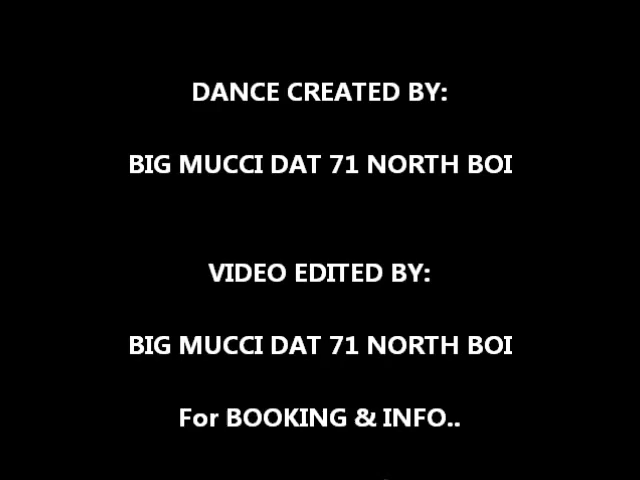 DANCE CREATED BY:
BIG MUCCI DAT 71 NORTH BOI
VIDEO EDITED BY:
BIG MUCCI DAT 71 NORTH BOI
For BOOKING & INFO..